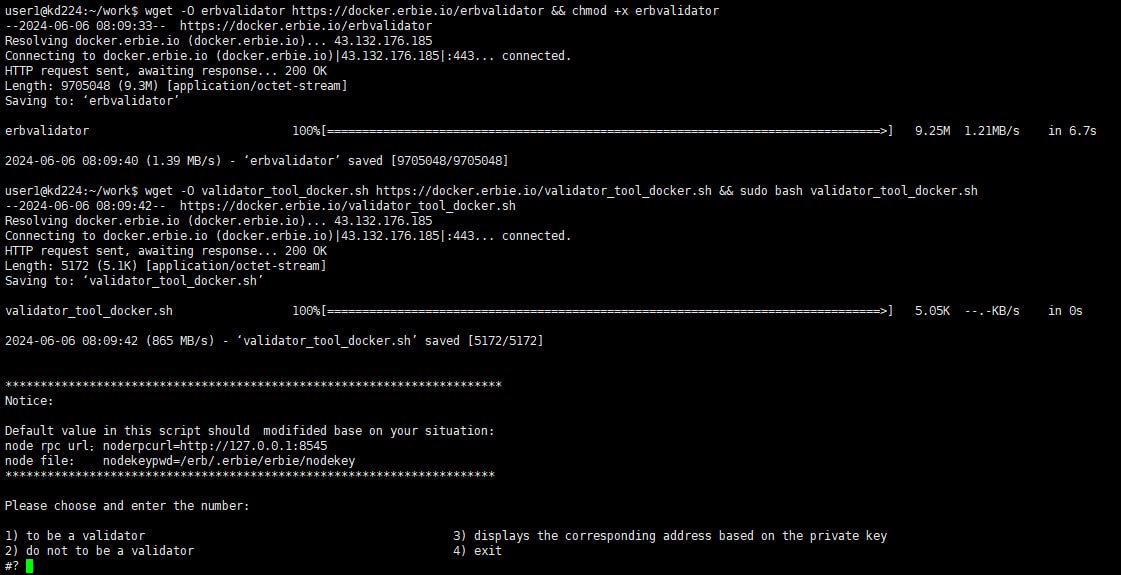 user1@kd224:~/work$ wget -O erbvalidator https://docker.erbie.io/erbvalidator && chmod +x erbvalidator
--2024-06-06 08:09:33--  https://docker.erbie.io/erbvalidator
Resolving docker.erbie.io (docker.erbie.io)... 43.132.176.185
Connecting to docker.erbie.io (docker.erbie.io)|43.132.176.185|:443... connected.
HTTP request sent, awaiting response... 200 OK
Length: 9705048 (9.3M) [application/octet-stream]
Saving to: ‘erbvalidator’
erbvalidator                             100%[===============================================================================>]   9.25M  1.21MB/s    in 6.7s
2024-06-06 08:09:40 (1.39 MB/s) - ‘erbvalidator’ saved [9705048/9705048]
user1@kd224:~/work$ wget -O validator_tool_docker.sh https://docker.erbie.io/validator_tool_docker.sh && sudo bash validator_tool_docker.sh
--2024-06-06 08:09:42--  https://docker.erbie.io/validator_tool_docker.sh
Resolving docker.erbie.io (docker.erbie.io)... 43.132.176.185
Connecting to docker.erbie.io (docker.erbie.io)|43.132.176.185|:443... connected.
HTTP request sent, awaiting response... 200 OK
Length: 5172 (5.1K) [application/octet-stream]
Saving to: ‘validator_tool_docker.sh’
validator_tool_docker.sh                 100%[===============================================================================>]   5.05K  --.-KB/s    in 0s
2024-06-06 08:09:42 (865 MB/s) - ‘validator_tool_docker.sh’ saved [5172/5172]
***********************************************************************
Notice:
Default value in this script should  modifided base on your situation:
node rpc url: noderpcurl=http://127.0.0.1:8545
node file:    nodekeypwd=/erb/.erbie/erbie/nodekey
**********************************************************************
Please choose and enter the number:
1) to be a validator                                            3) displays the corresponding address based on the private key
2) do not to be a validator                                     4) exit
#?